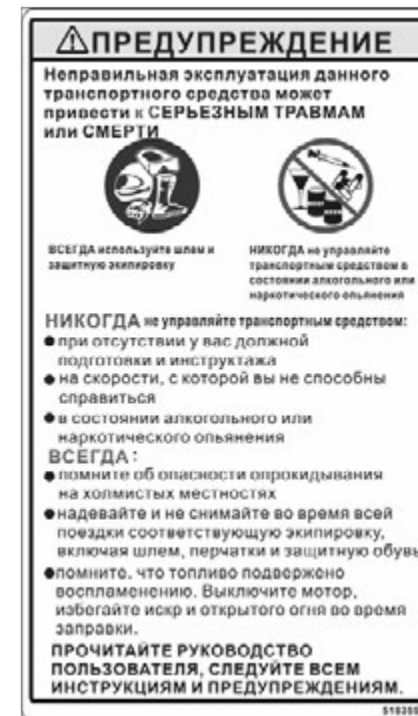 ПРЕДУПРЕЖДЕНИЕ
Неправильная эксплуатация данного
транспортного средства может
привести к СЕРЬЕЗНЫМ ТРАВМАМ
или СМЕРТИ
ВСЕГДА используйте шлем и
защитную экипировку
НИКОГДА не управляйте
транспортным средством в
состоянии алкогольного или
наркотического опьянения
НИКОГДА не управляйте транспортным средством:
● при отсутствии у вас должной
подготовки и инструктажа
● на скорости, с которой вы не способны
справиться
● в состоянии алкогольного или
наркотического опьянения
ВСЕГДА:
● помните об опасности опрокидывания
на холмистых местностях
● надевайте и не снимайте во время всей
поездки соответствующую экипировку,
включая шлем, перчатки и защитную обувь
● помните, что топливо подвержено
воспламенению. Выключите мотор,
избегайте искр и открытого огня во время
заправки.
ПРОЧИТАЙТЕ РУКОВОДСТВО
ПОЛЬЗОВАТЕЛЯ, СЛЕДУЙТЕ ВСЕМ
ИНСТРУКЦИЯМ И ПРЕДУПРЕЖДЕНИЯМ.